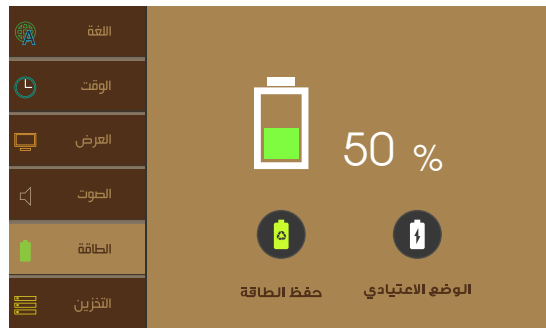 اللغة
الوقت
العرض
الصوت
الطاقة
التخزين
50 %
حفظ الطاقة
الوضع الاعتيادي